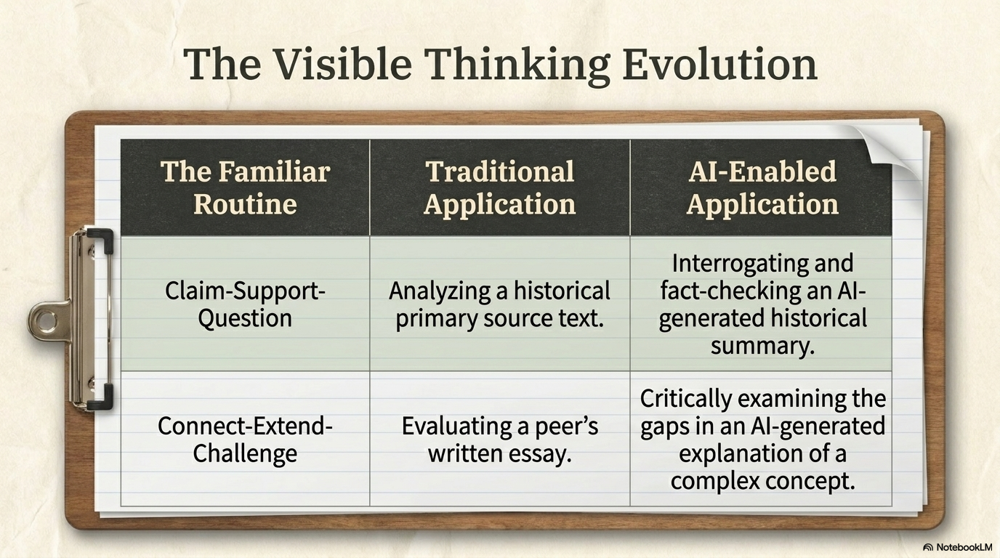 The Visible Thinking Evolution
The Familiar
Routine
Traditional
Application
AI-Enabled
Application
Claim-Support-
Question
Analyzing a historical
primary source text.
Interrogating and
fact-checking an AI-
generated historical
summary.
Connect-Extend-
Challenge
Evaluating a peer’s
written essay.
Critically examining the
gaps in an AI-generated
explanation of a
complex concept.
NotebookLM